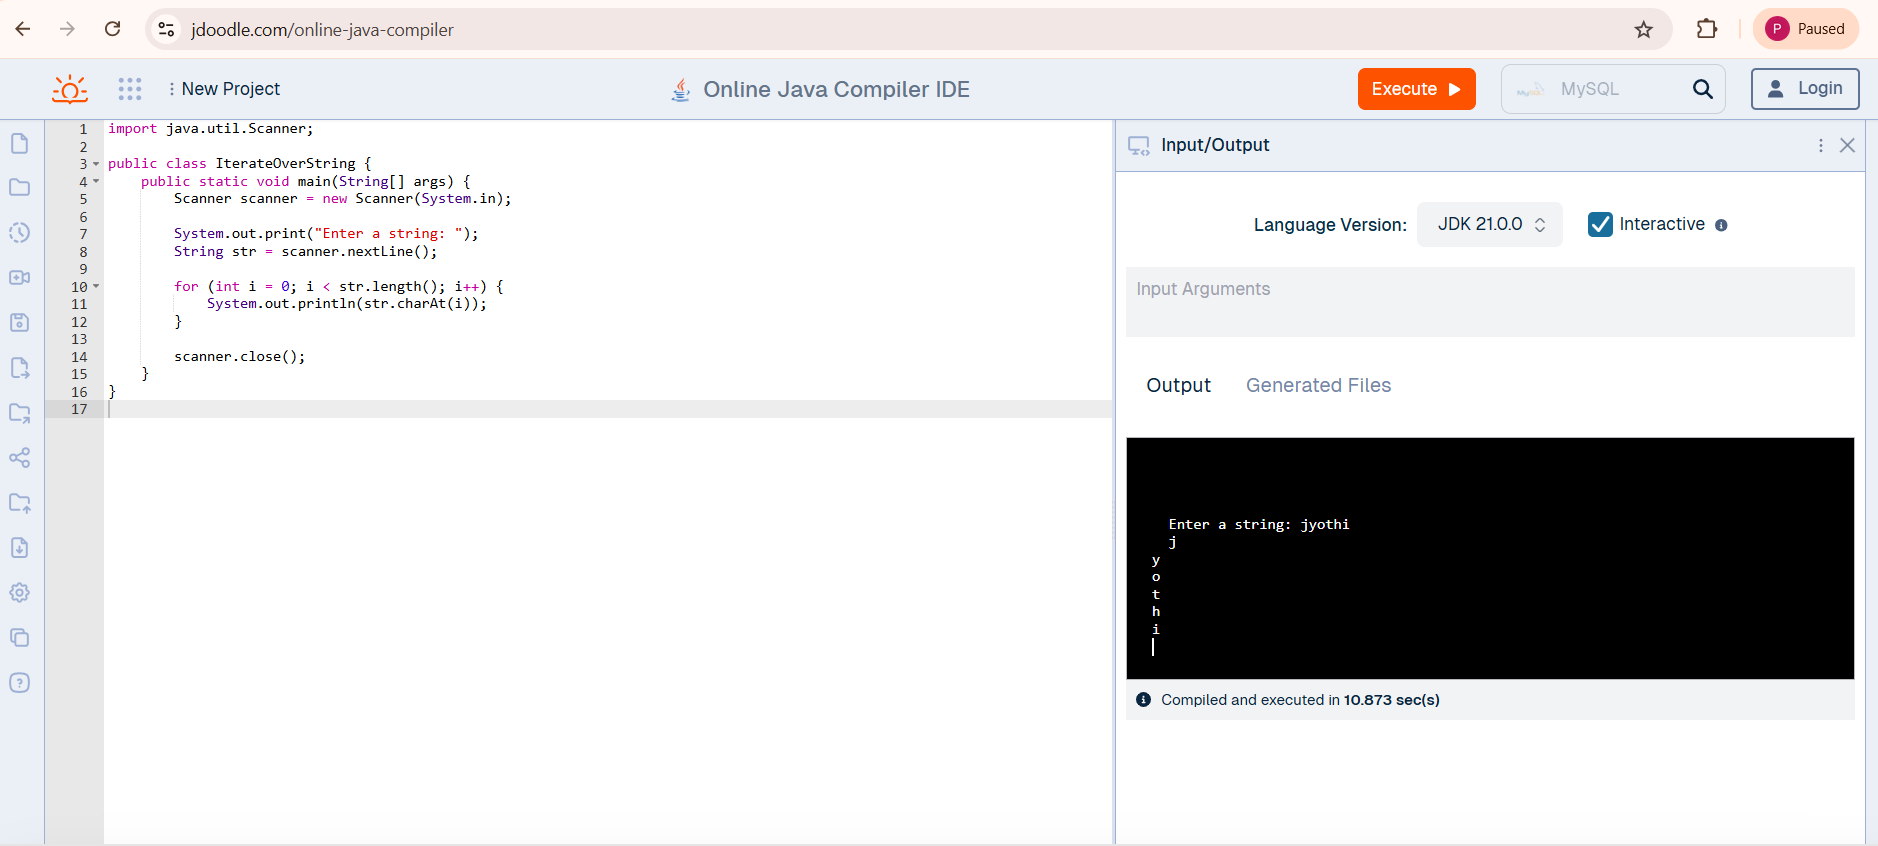 jdoodle.com/online-java-compiler
P Paused
New Project
Online Java Compiler IDE
Execute
MySQL
Login
1 import java.util.Scanner;
2
3 public class IterateOverString {
4     public static void main(String[] args) {
5         Scanner scanner = new Scanner(System.in);
6
7         System.out.print("Enter a string: ");
8         String str = scanner.nextLine();
9
10         for (int i = 0; i < str.length(); i++) {
11             System.out.println(str.charAt(i));
12         }
13
14         scanner.close();
15     }
16 }
17
Input/Output
Language Version: JDK 21.0.0 Interactive
Input Arguments
Output Generated Files
Enter a string: jyothi
j
y
o
t
h
i
Compiled and executed in 10.873 sec(s)